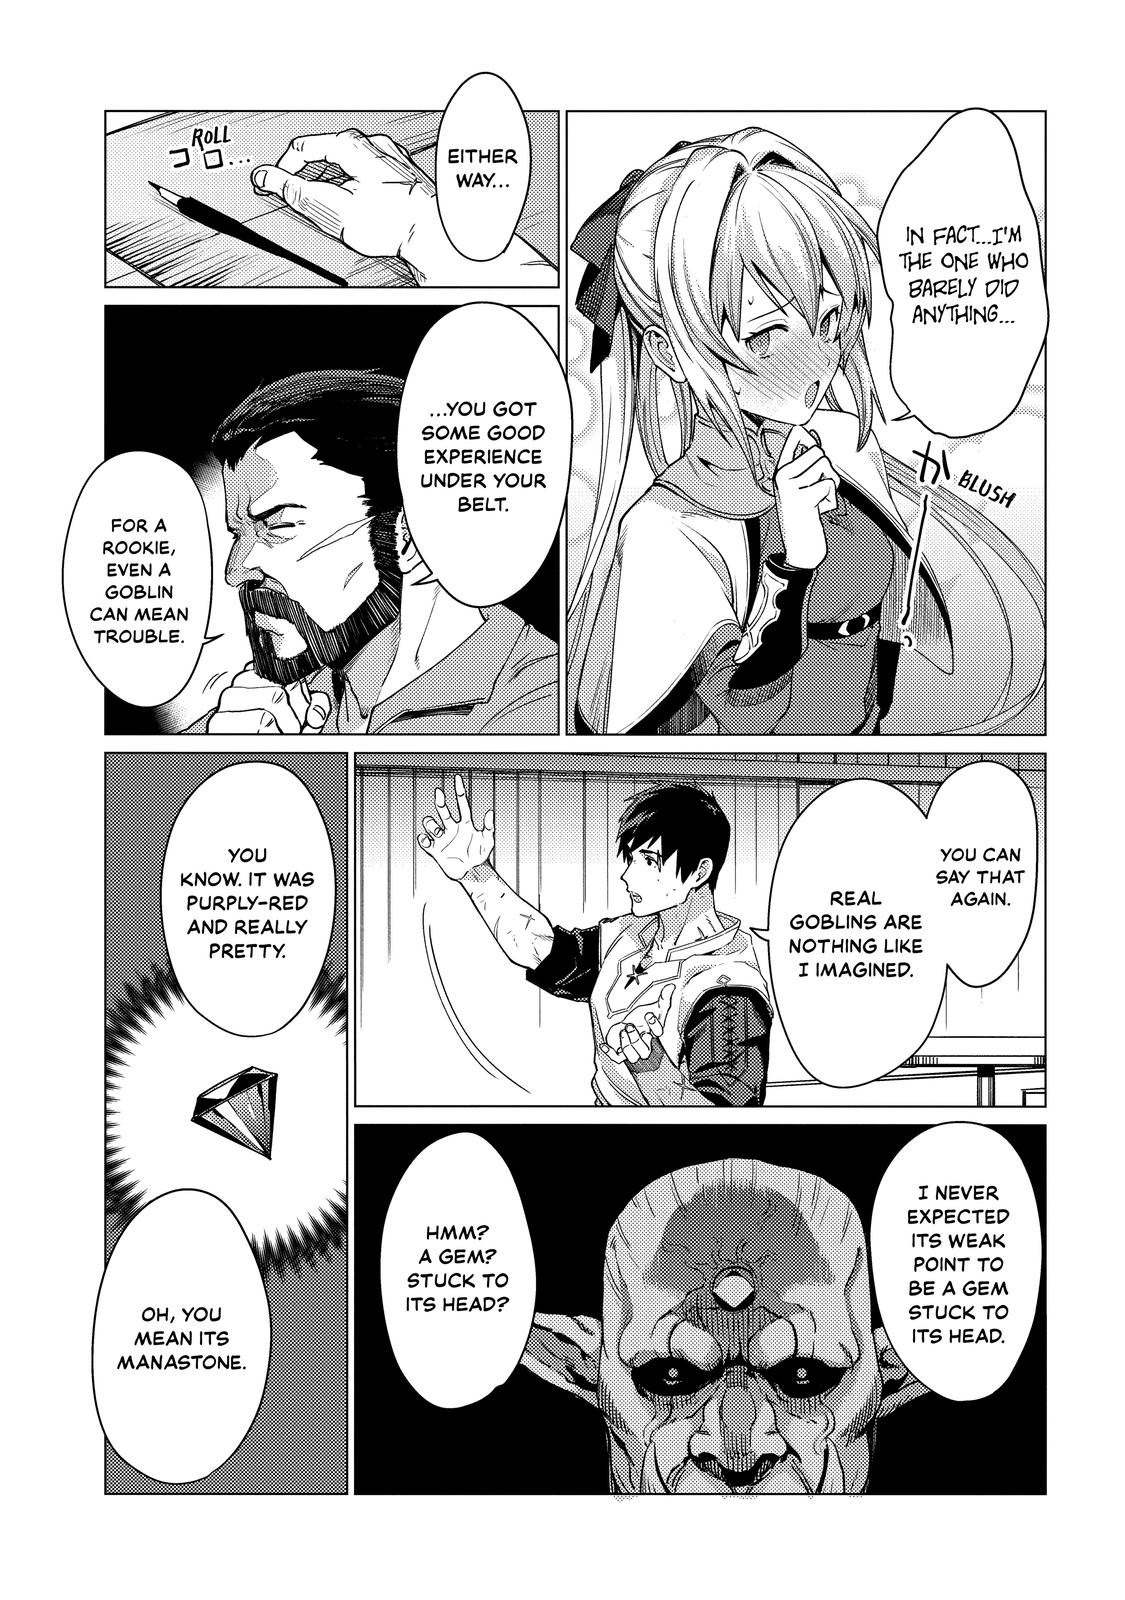 IN FACT...I'M
THE ONE WHO
BARELY DID
ANYTHING...
カー
BLUSH
EITHER
WAY...
ROLL
コロ...
...YOU GOT
SOME GOOD
EXPERIENCE
UNDER YOUR
BELT.
FOR A
ROOKIE,
EVEN A
GOBLIN
CAN MEAN
TROUBLE.
YOU CAN
SAY THAT
AGAIN.
REAL
GOBLINS ARE
NOTHING LIKE
I IMAGINED.
I NEVER
EXPECTED
ITS WEAK
POINT TO
BE A GEM
STUCK TO
ITS HEAD.
HMM?
A GEM?
STUCK TO
ITS HEAD?
YOU
KNOW. IT WAS
PURPLY-RED
AND REALLY
PRETTY.
OH, YOU
MEAN ITS
MANASTONE.